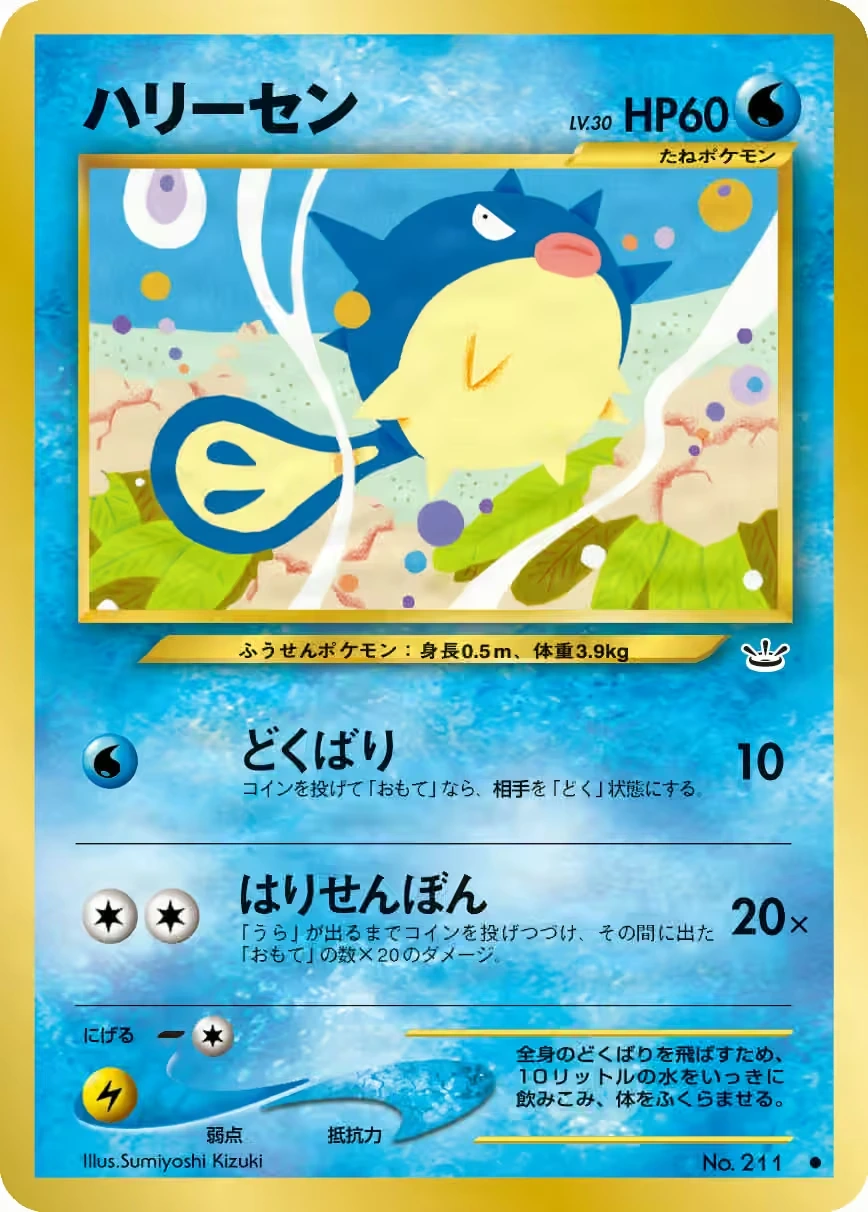 ハリーセン
LV.30 HP60
たねポケモン
ふうせんポケモン：身長0.5m、体重3.9kg
どくばり 10
コインを投げて「おもて」なら、相手を「どく」状態にする。
はりせんぼん 20×
「うら」が出るまでコインを投げつづけ、その間に出た
「おもて」の数×20のダメージ。
にげる
弱点 抵抗力
全身のどくばりを飛ばすため、
10リットルの水をいっきに
飲みこみ、体をふくらませる。
Illus.Sumiyoshi Kizuki
No. 211